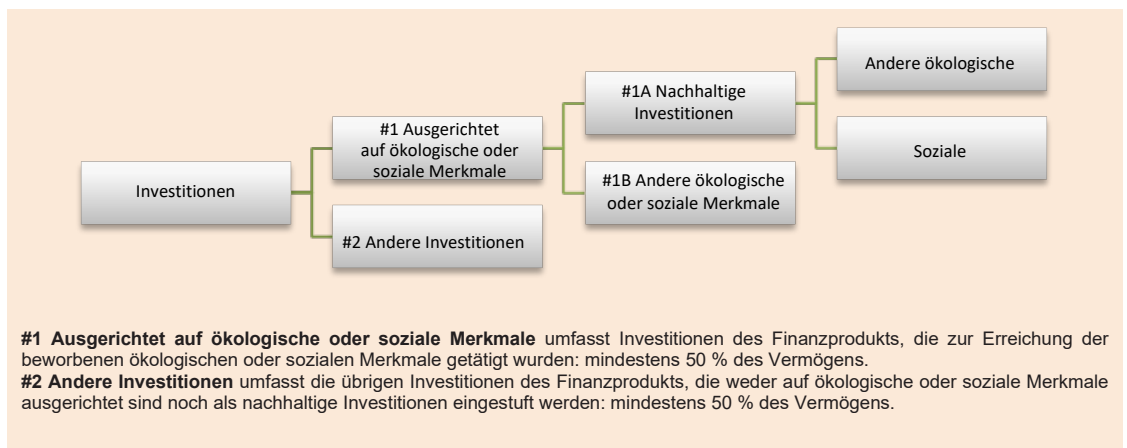 Investitionen
#1 Ausgerichtet
auf ökologische oder
soziale Merkmale
#2 Andere Investitionen
#1A Nachhaltige
Investitionen
#1B Andere ökologische
oder soziale Merkmale
Andere ökologische
Soziale
#1 Ausgerichtet auf ökologische oder soziale Merkmale umfasst Investitionen des Finanzprodukts, die zur Erreichung der
beworbenen ökologischen oder sozialen Merkmale getätigt wurden: mindestens 50 % des Vermögens.
#2 Andere Investitionen umfasst die übrigen Investitionen des Finanzprodukts, die weder auf ökologische oder soziale Merkmale
ausgerichtet sind noch als nachhaltige Investitionen eingestuft werden: mindestens 50 % des Vermögens.